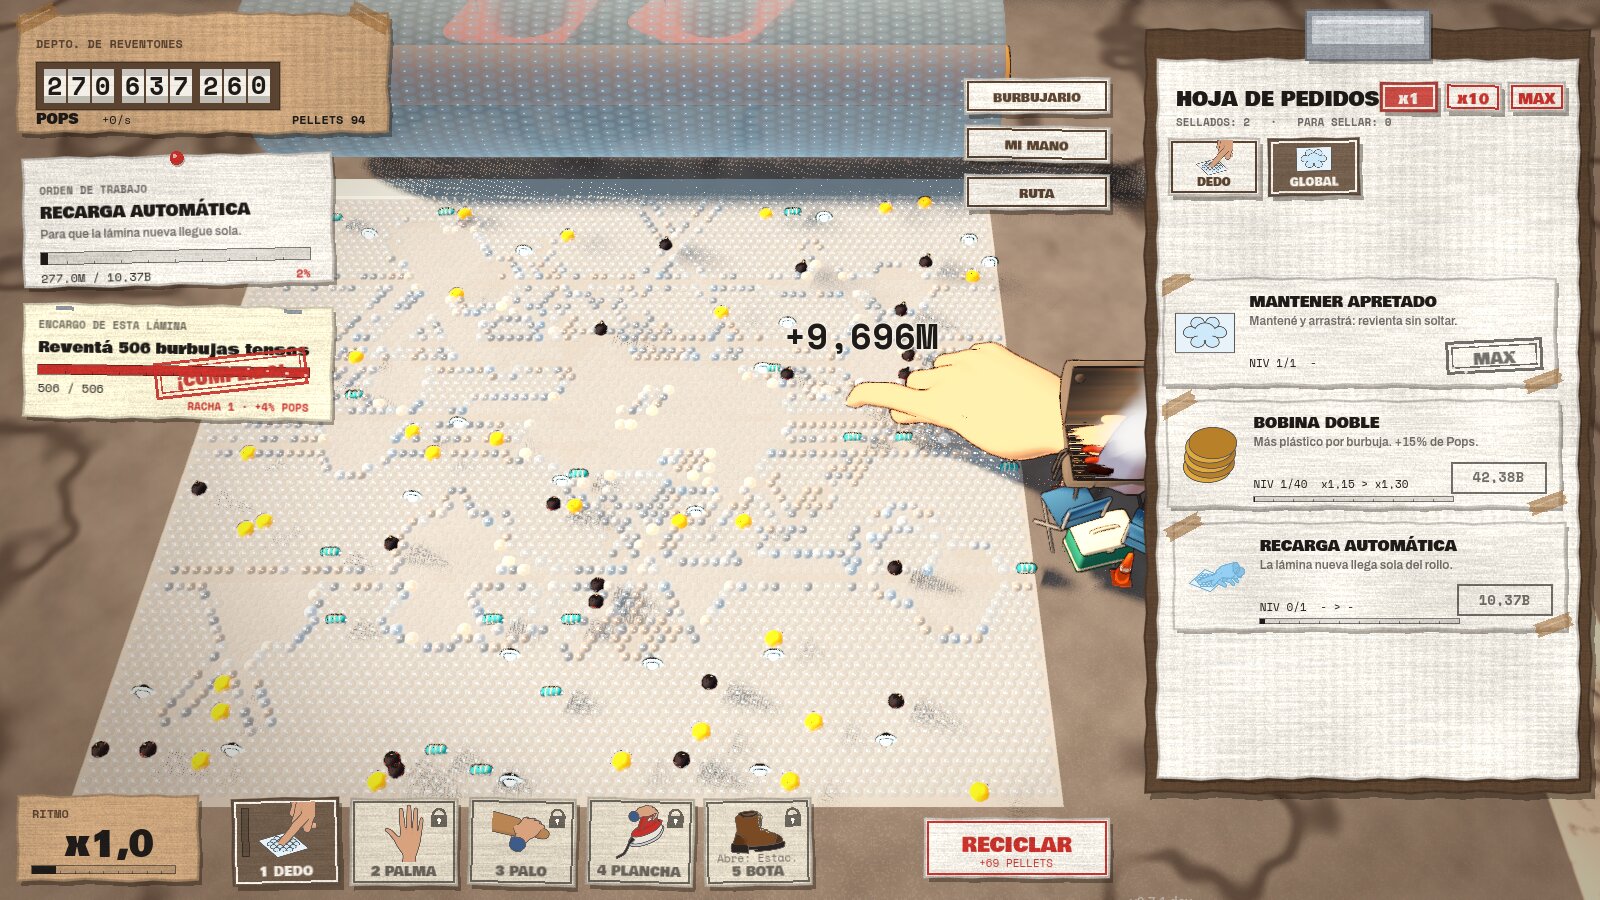 DEPTO. DE REVENTONES
270 637 260
POPS +0/s PELLETS 94
ORDEN DE TRABAJO
RECARGA AUTOMÁTICA
Para que la lámina nueva llegue sola.
277.0M / 10,37B 2%
ENCARGO DE ESTA LÁMINA
Reventá 506 burbujas tensas
506 / 506
RACHA 1 · +4% POPS
+9,696M
BURBUJARIO
MI MANO
RUTA
HOJA DE PEDIDOS x1 x10 MAX
SELLADOS: 2 · PARA SELLAR: 0
DEDO GLOBAL
MANTENER APRETADO
Mantené y arrastrá: revienta sin soltar.
NIV 1/1 - MAX
BOBINA DOBLE
Más plástico por burbuja. +15% de Pops.
NIV 1/40 x1,15 > x1,30 42,38B
RECARGA AUTOMÁTICA
La lámina nueva llega sola del rollo.
NIV 0/1 - > - 10,37B
RITMO
x1,0
1 DEDO
2 PALMA
3 PALO
4 PLANCHA
Abre: Estac.
5 BOTA
RECICLAR
+69 PELLETS